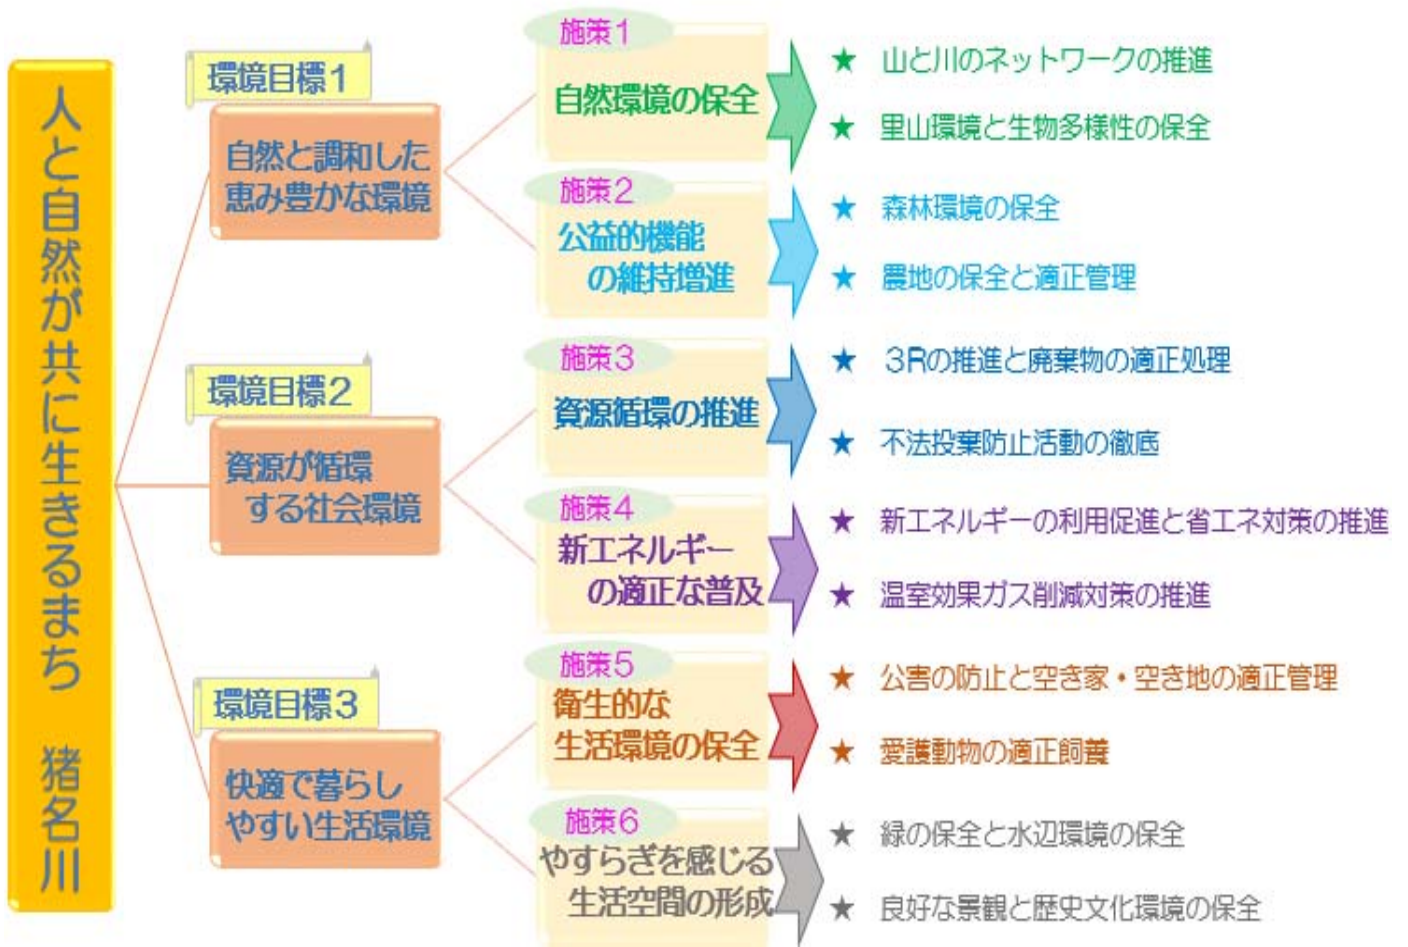 人と自然が共に生きるまち　猪名川
環境目標1
自然と調和した
恵み豊かな環境
施策1
自然環境の保全
★ 山と川のネットワークの推進
★ 里山環境と生物多様性の保全
施策2
公益的機能
の維持増進
★ 森林環境の保全
★ 農地の保全と適正管理
環境目標2
資源が循環
する社会環境
施策3
資源循環の推進
★ 3Rの推進と廃棄物の適正処理
★ 不法投棄防止活動の徹底
施策4
新エネルギー
の適正な普及
★ 新エネルギーの利用促進と省エネ対策の推進
★ 温室効果ガス削減対策の推進
環境目標3
快適で暮らし
やすい生活環境
施策5
衛生的な
生活環境の保全
★ 公害の防止と空き家・空き地の適正管理
★ 愛護動物の適正飼養
施策6
やすらぎを感じる
生活空間の形成
★ 緑の保全と水辺環境の保全
★ 良好な景観と歴史文化環境の保全